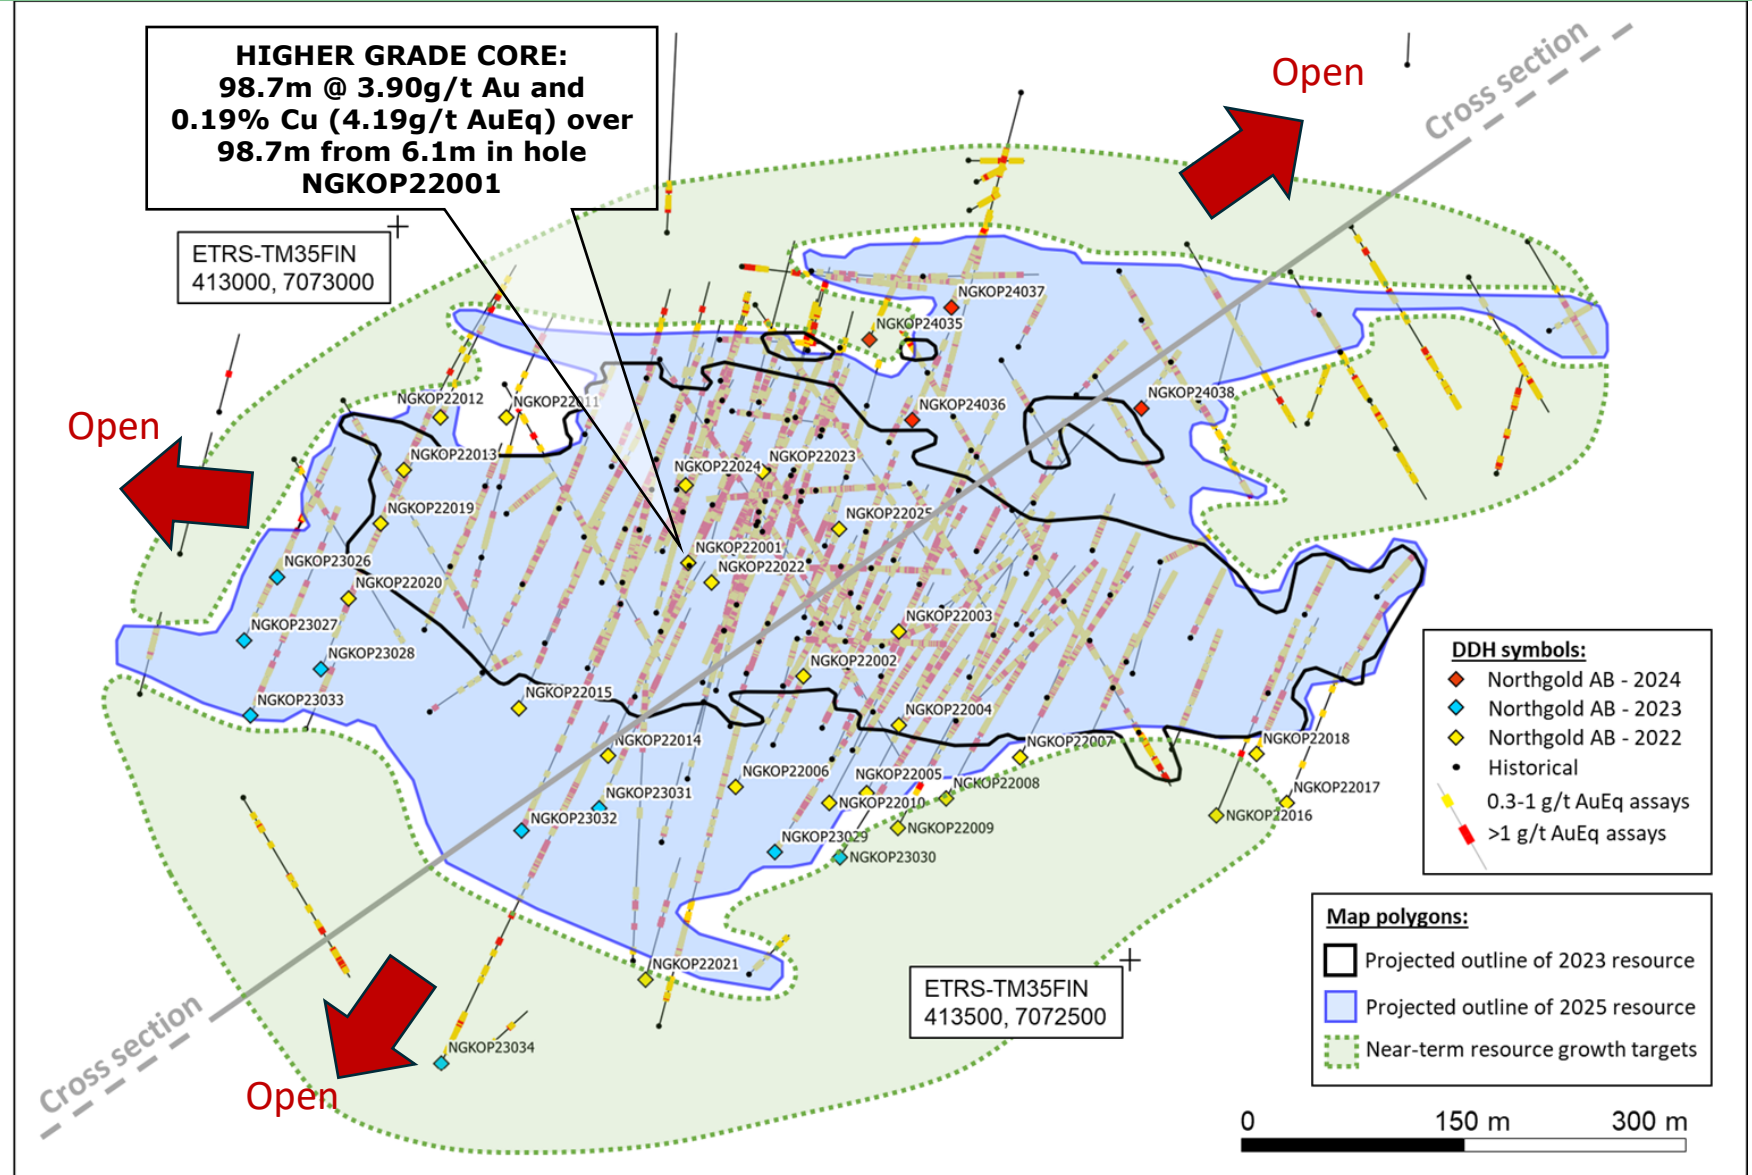 HIGHER GRADE CORE:
98.7m @ 3.90g/t Au and
0.19% Cu (4.19g/t AuEq) over
98.7m from 6.1m in hole
NGKOP22001
Open
Cross section
ETRS-TM35FIN
413000, 7073000
NGKOP24037
NGKOP24035
NGKOP22012
NGKOP22011
NGKOP24038
NGKOP24036
Open
NGKOP22013
NGKOP22024
NGKOP22023
NGKOP22019
NGKOP22025
NGKOP22001
NGKOP23026
NGKOP22022
NGKOP22020
NGKOP22003
NGKOP23027
NGKOP23028
NGKOP22002
NGKOP22015
NGKOP23033
NGKOP22004
NGKOP22014
NGKOP22007
NGKOP22018
NGKOP22006
NGKOP22005
NGKOP22008
NGKOP22017
NGKOP23031
NGKOP22010
NGKOP23032
NGKOP22016
NGKOP22009
NGKOP23029
NGKOP23030
NGKOP22021
ETRS-TM35FIN
413500, 7072500
NGKOP23034
Cross section
Open
DDH symbols:
Northgold AB - 2024
Northgold AB - 2023
Northgold AB - 2022
Historical
0.3-1 g/t AuEq assays
>1 g/t AuEq assays
Map polygons:
Projected outline of 2023 resource
Projected outline of 2025 resource
Near-term resource growth targets
0 150 m 300 m